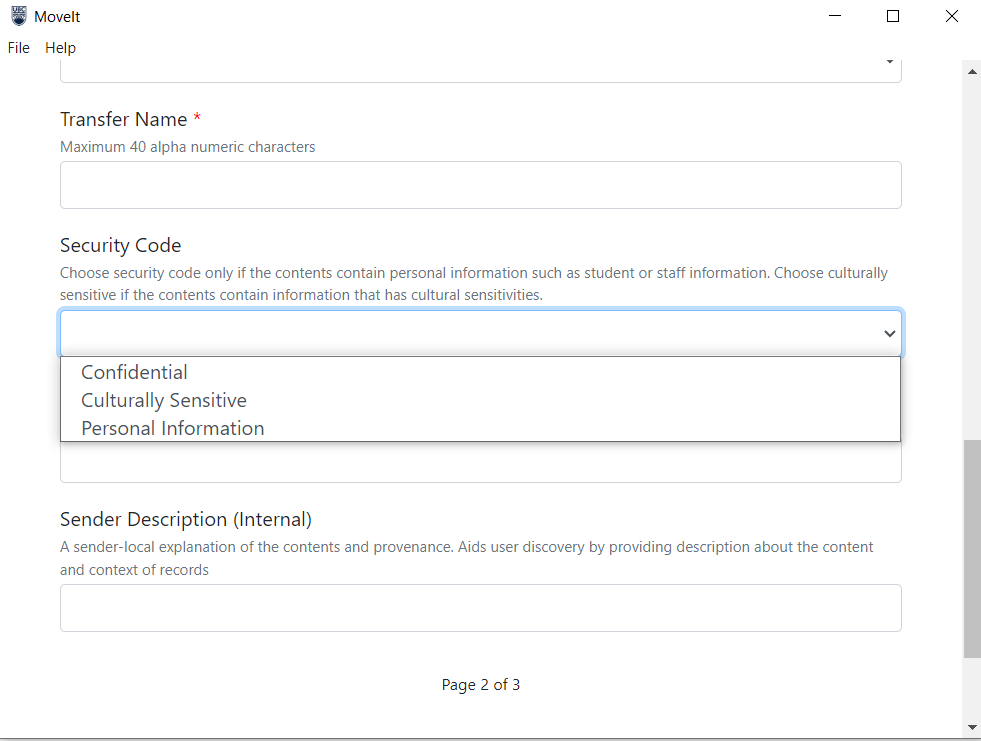 MoveIt
File Help
Transfer Name *
Maximum 40 alpha numeric characters
Security Code
Choose security code only if the contents contain personal information such as student or staff information. Choose culturally
sensitive if the contents contain information that has cultural sensitivities.
Confidential
Culturally Sensitive
Personal Information
Sender Description (Internal)
A sender-local explanation of the contents and provenance. Aids user discovery by providing description about the content
and context of records
Page 2 of 3